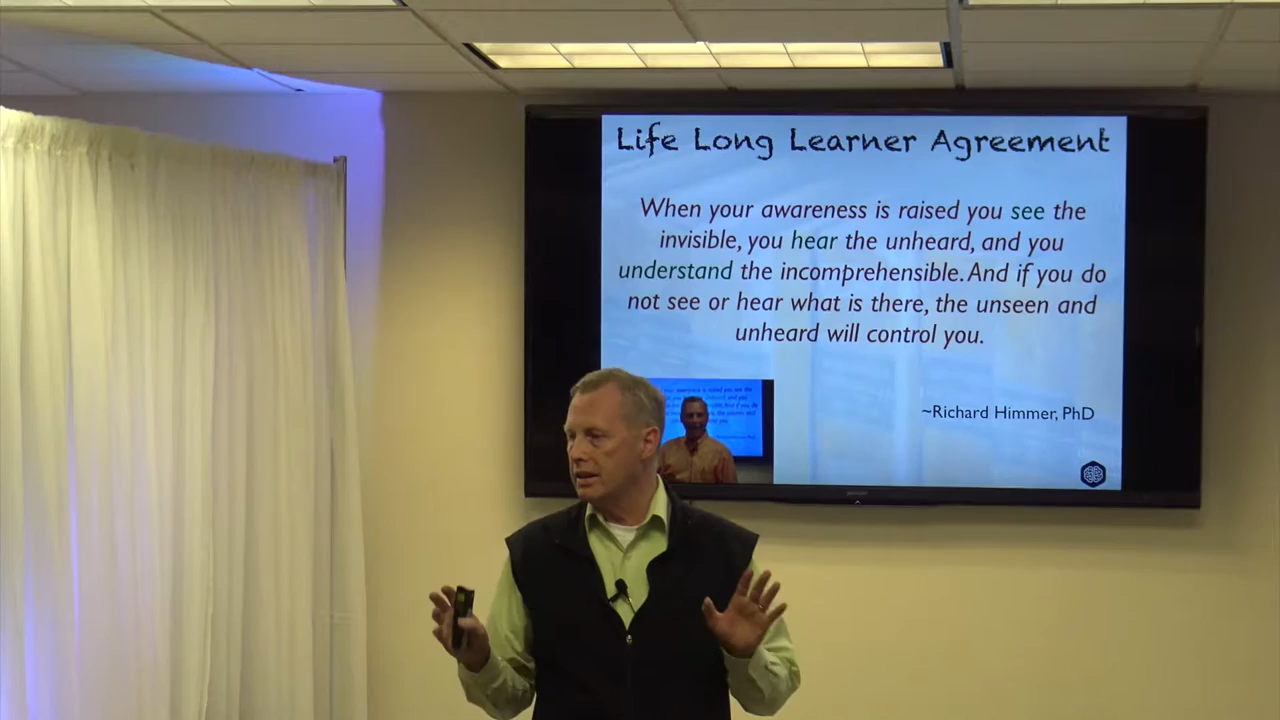 Life Long Learner Agreement
When your awareness is raised you see the
invisible, you hear the unheard, and you
understand the incomprehensible. And if you do
not see or hear what is there, the unseen and
unheard will control you.
~Richard Himmer, PhD